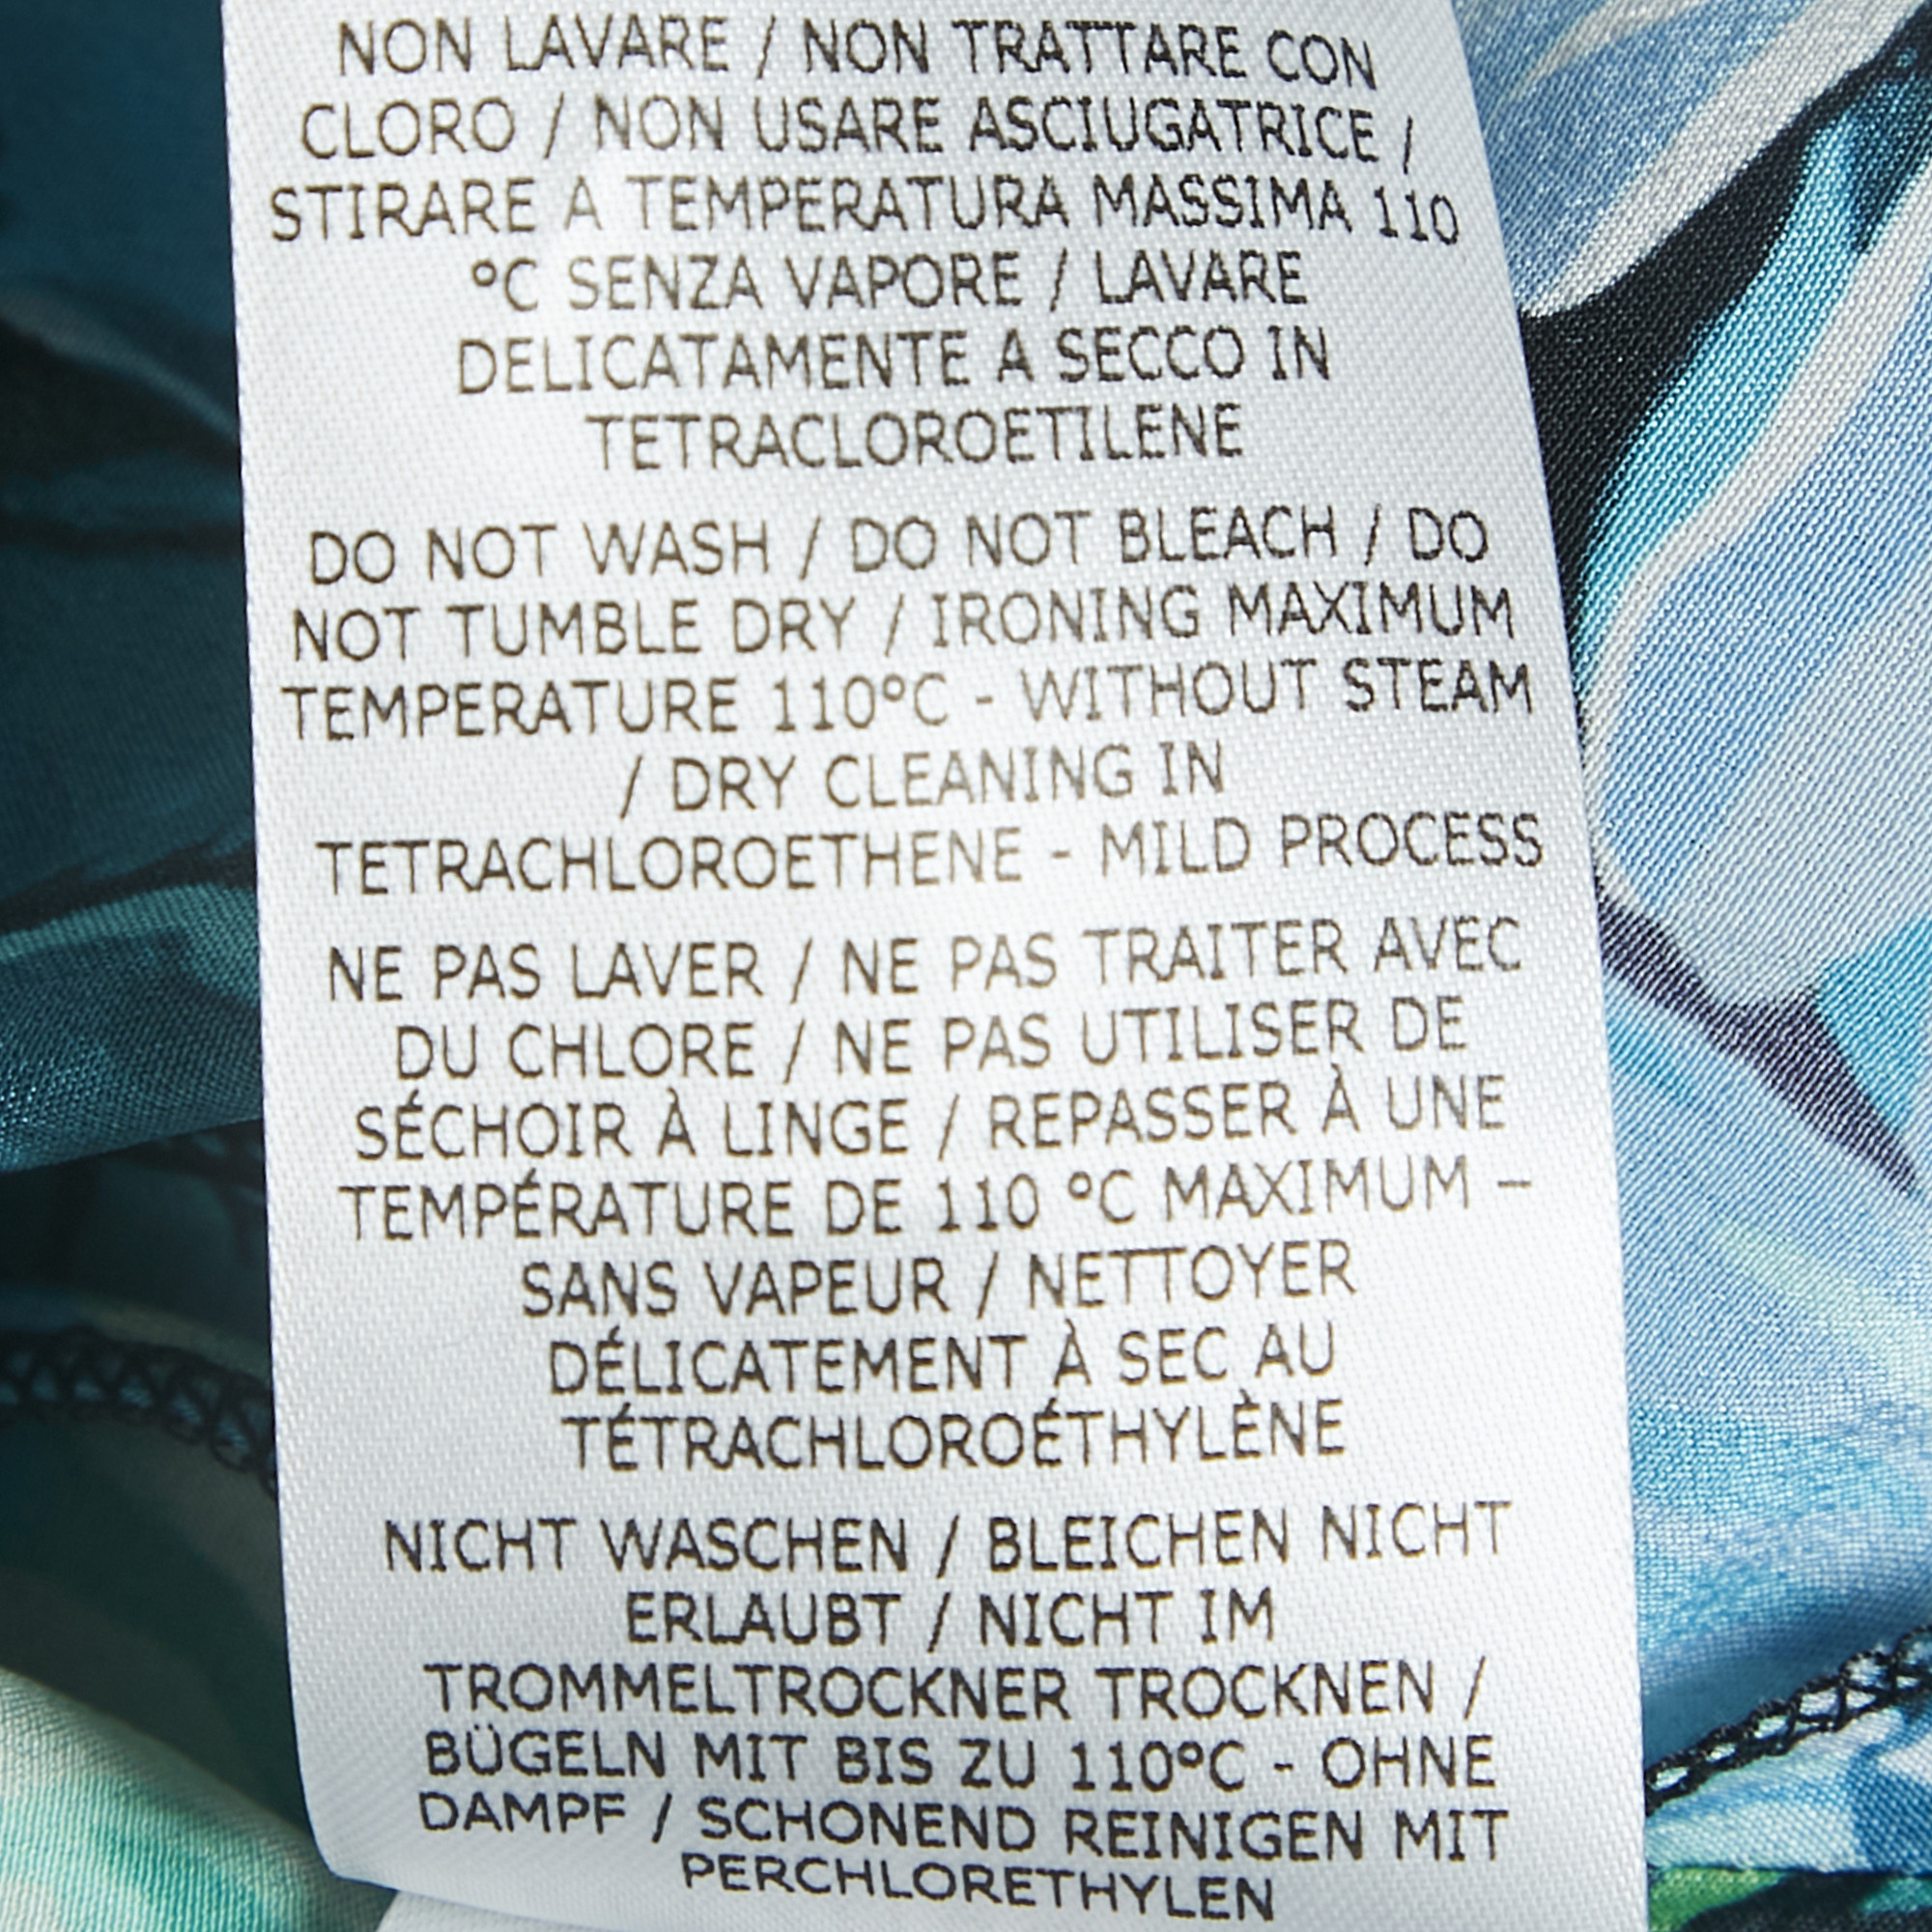 NON LAVARE / NON TRATTARE CON
CLORO / NON USARE ASCIUGATRICE /
STIRARE A TEMPERATURA MASSIMA 110
ºC SENZA VAPORE / LAVARE
DELICATAMENTE A SECCO IN
TETRACLOROETILENE
DO NOT WASH / DO NOT BLEACH / DO
NOT TUMBLE DRY / IRONING MAXIMUM
TEMPERATURE 110ºC - WITHOUT STEAM
/ DRY CLEANING IN
TETRACHLOROETHENE - MILD PROCESS
NE PAS LAVER / NE PAS TRAITER AVEC
DU CHLORE / NE PAS UTILISER DE
SÉCHOIR À LINGE / REPASSER À UNE
TEMPÉRATURE DE 110 ºC MAXIMUM –
SANS VAPEUR / NETTOYER
DÉLICATEMENT À SEC AU
TÉTRACHLOROÉTHYLÈNE
NICHT WASCHEN / BLEICHEN NICHT
ERLAUBT / NICHT IM
TROMMELTROCKNER TROCKNEN /
BÜGELN MIT BIS ZU 110ºC - OHNE
DAMPF / SCHONEND REINIGEN MIT
PERCHLORETHYLEN